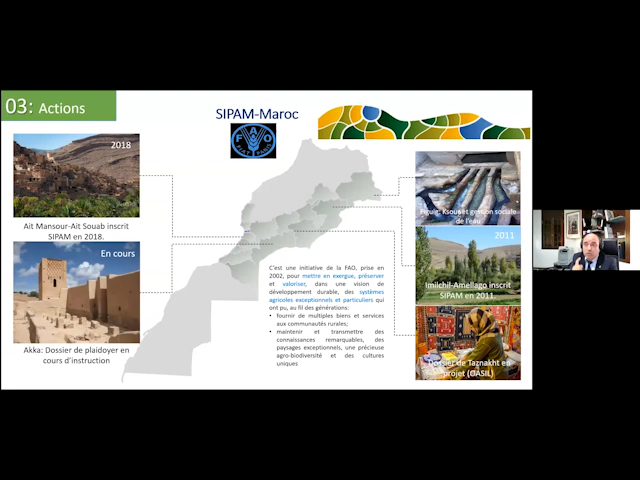 03: Actions
SIPAM-Maroc
F A O
FIAT PANIS
2018
Ait Mansour-Ait Souab inscrit
SIPAM en 2018.
En cours
Akka: Dossier de plaidoyer en
cours d'instruction
C'est une initiative de la FAO, prise en
2002, pour mettre en exergue, préserver
et valoriser, dans une vision de
développement durable, des systèmes
agricoles exceptionnels et particuliers qui
ont pu, au fil des générations:
• fournir de multiples biens et services
aux communautés rurales;
• maintenir et transmettre des
connaissances remarquables, des
paysages exceptionnels, une précieuse
agro-biodiversité et des cultures
uniques
Figuig: Ksours et gestion sociale
de l'eau
2011
Imilchil-Amellago inscrit
SIPAM en 2011.
Dossier de Taznakht en
projet (OASIL)